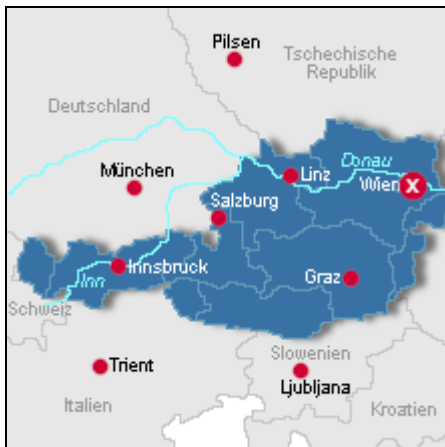 Pilsen
Tschechische
Republik
Deutschland
Donau
München
Linz
Wien
X
Salzburg
Innsbruck
Inn
Graz
Schweiz
Slowenien
Trient
Ljubljana
Italien
Kroatien